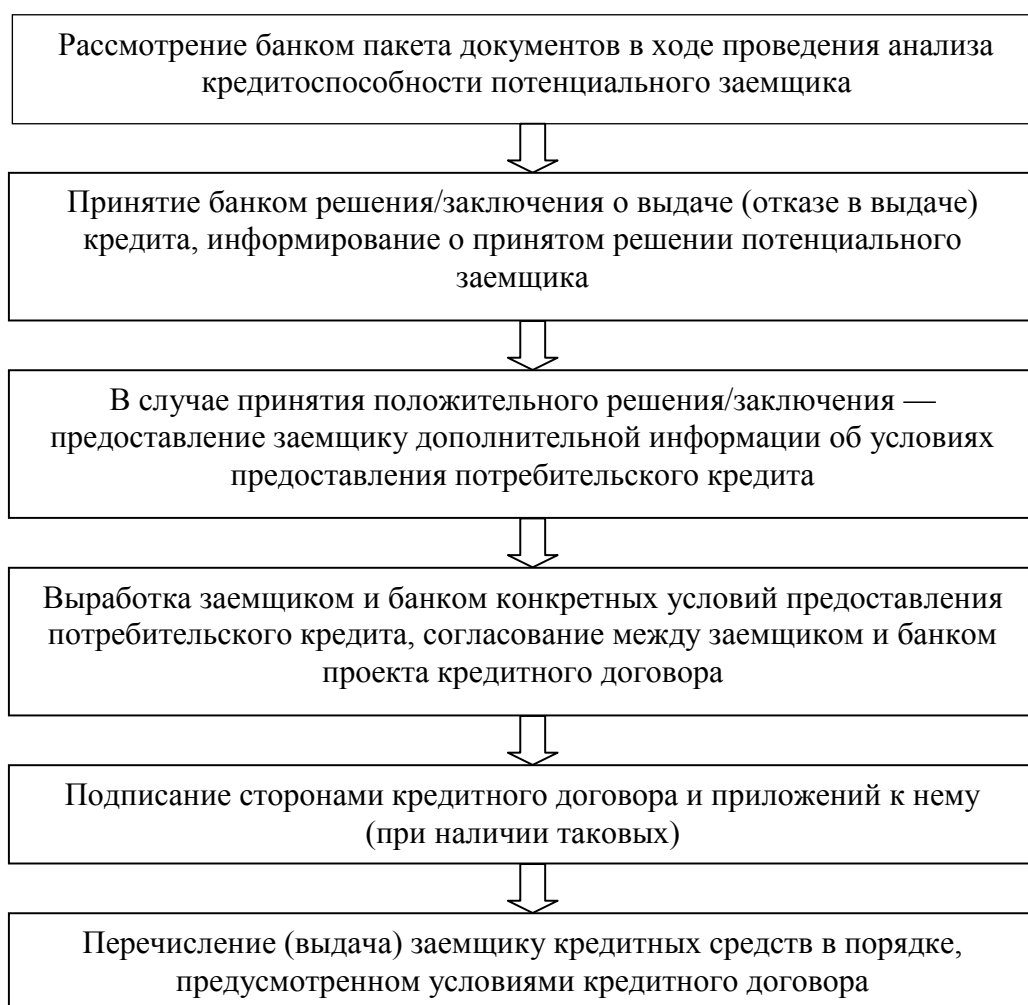 Рассмотрение банком пакета документов в ходе проведения анализа
кредитоспособности потенциального заемщика
Принятие банком решения/заключения о выдаче (отказе в выдаче)
кредита, информирование о принятом решении потенциального
заемщика
В случае принятия положительного решения/заключения —
предоставление заемщику дополнительной информации об условиях
предоставления потребительского кредита
Выработка заемщиком и банком конкретных условий предоставления
потребительского кредита, согласование между заемщиком и банком
проекта кредитного договора
Подписание сторонами кредитного договора и приложений к нему
(при наличии таковых)
Перечисление (выдача) заемщику кредитных средств в порядке,
предусмотренном условиями кредитного договора